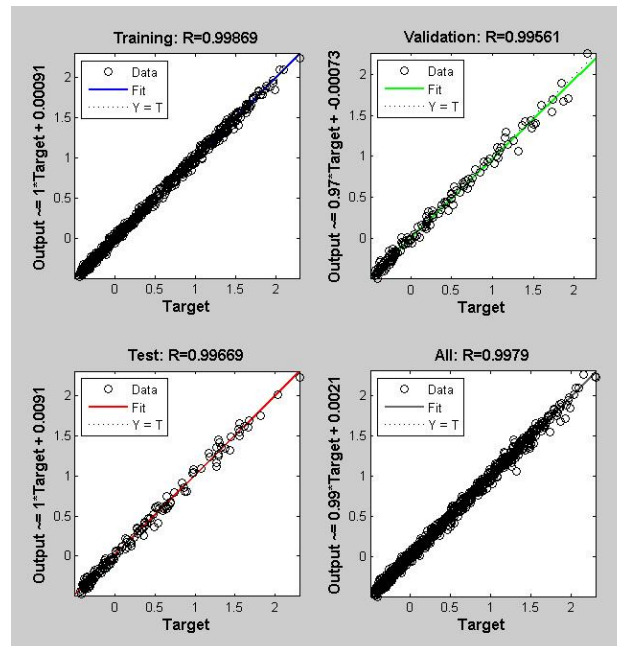 Training: R=0.99869
Output ~= 1*Target + 0.00091
2
1.5
1
0.5
0
Data
Fit
Y = T
0 0.5 1 1.5 2
Target
Validation: R=0.99561
Output ~= 0.97*Target + -0.00073
2
1.5
1
0.5
0
Data
Fit
Y = T
0 0.5 1 1.5 2
Target
Test: R=0.99669
Output ~= 1*Target + 0.0091
2
1.5
1
0.5
0
Data
Fit
Y = T
0 0.5 1 1.5 2
Target
All: R=0.9979
Output ~= 0.99*Target + 0.0021
2
1.5
1
0.5
0
Data
Fit
Y = T
0 0.5 1 1.5 2
Target